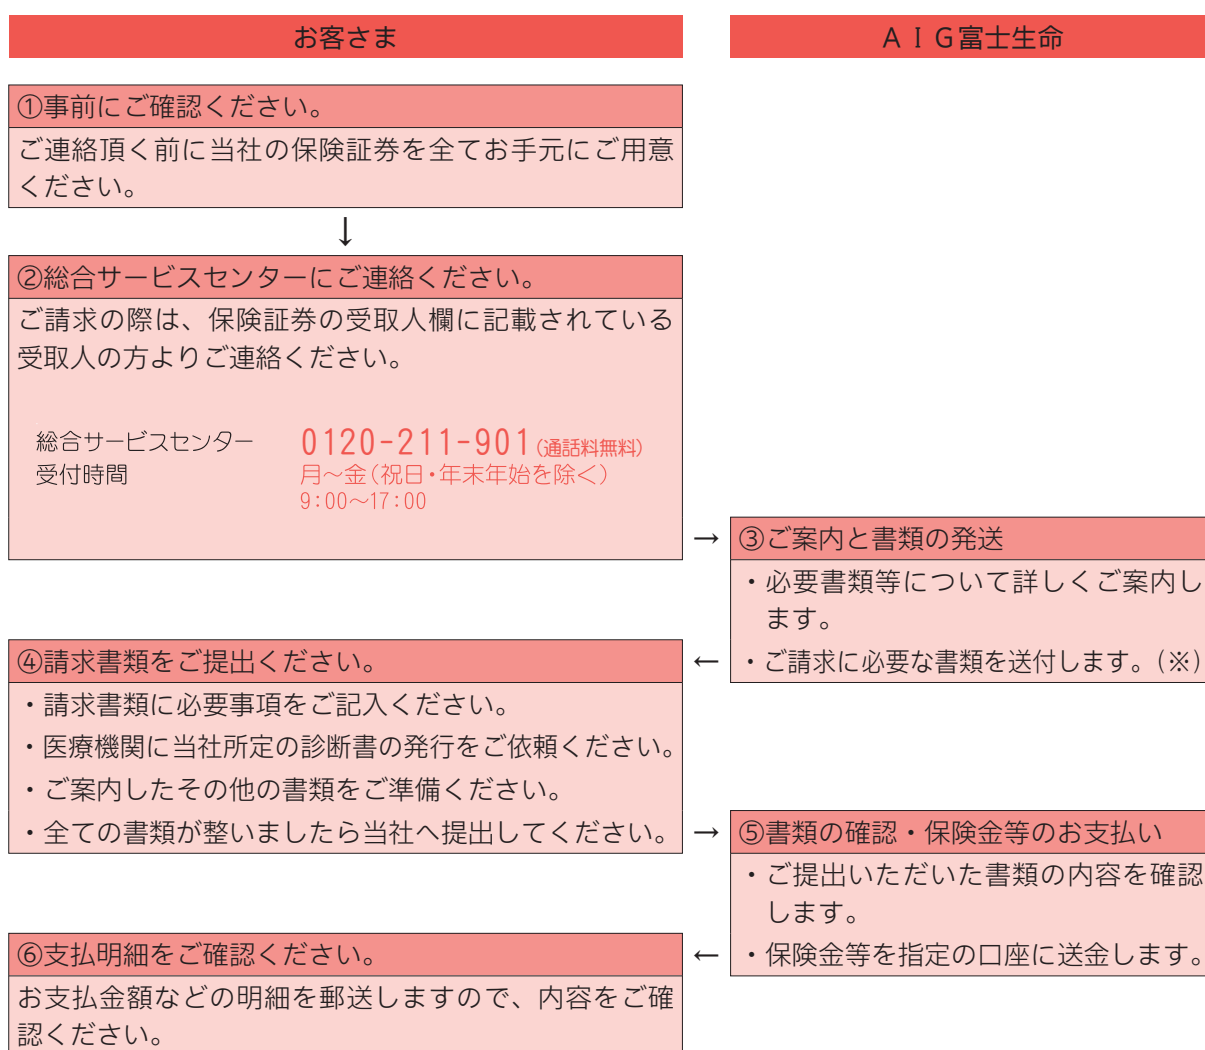 お客さま
ＡＩＧ富士生命
①事前にご確認ください。
ご連絡頂く前に当社の保険証券を全てお手元にご用意
ください。
↓
②総合サービスセンターにご連絡ください。
ご請求の際は、保険証券の受取人欄に記載されている
受取人の方よりご連絡ください。
総合サービスセンター 0120-211-901(通話料無料)
受付時間 月～金(祝日・年末年始を除く)
9:00～17:00
→
③ご案内と書類の発送
・必要書類等について詳しくご案内し
ます。
・ご請求に必要な書類を送付します。(※)
←
④請求書類をご提出ください。
・請求書類に必要事項をご記入ください。
・医療機関に当社所定の診断書の発行をご依頼ください。
・ご案内したその他の書類をご準備ください。
・全ての書類が整いましたら当社へ提出してください。
→
⑤書類の確認・保険金等のお支払い
・ご提出いただいた書類の内容を確認
します。
・保険金等を指定の口座に送金します。
←
⑥支払明細をご確認ください。
お支払金額などの明細を郵送しますので、内容をご確
認ください。